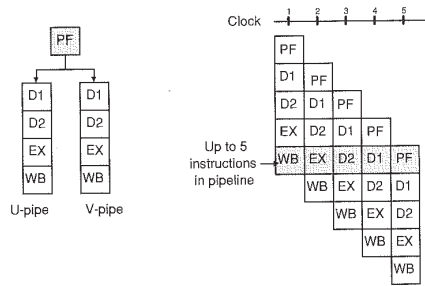 PF
D1 D1
D2 D2
EX EX
WB WB
U-pipe V-pipe
Clock 1 2 3 4 5
PF
D1 PF
D2 D1 PF
EX D2 D1 PF
Up to 5
instructions
in pipeline
WB EX D2 D1 PF
WB EX D2 D1
WB EX D2
WB EX
WB